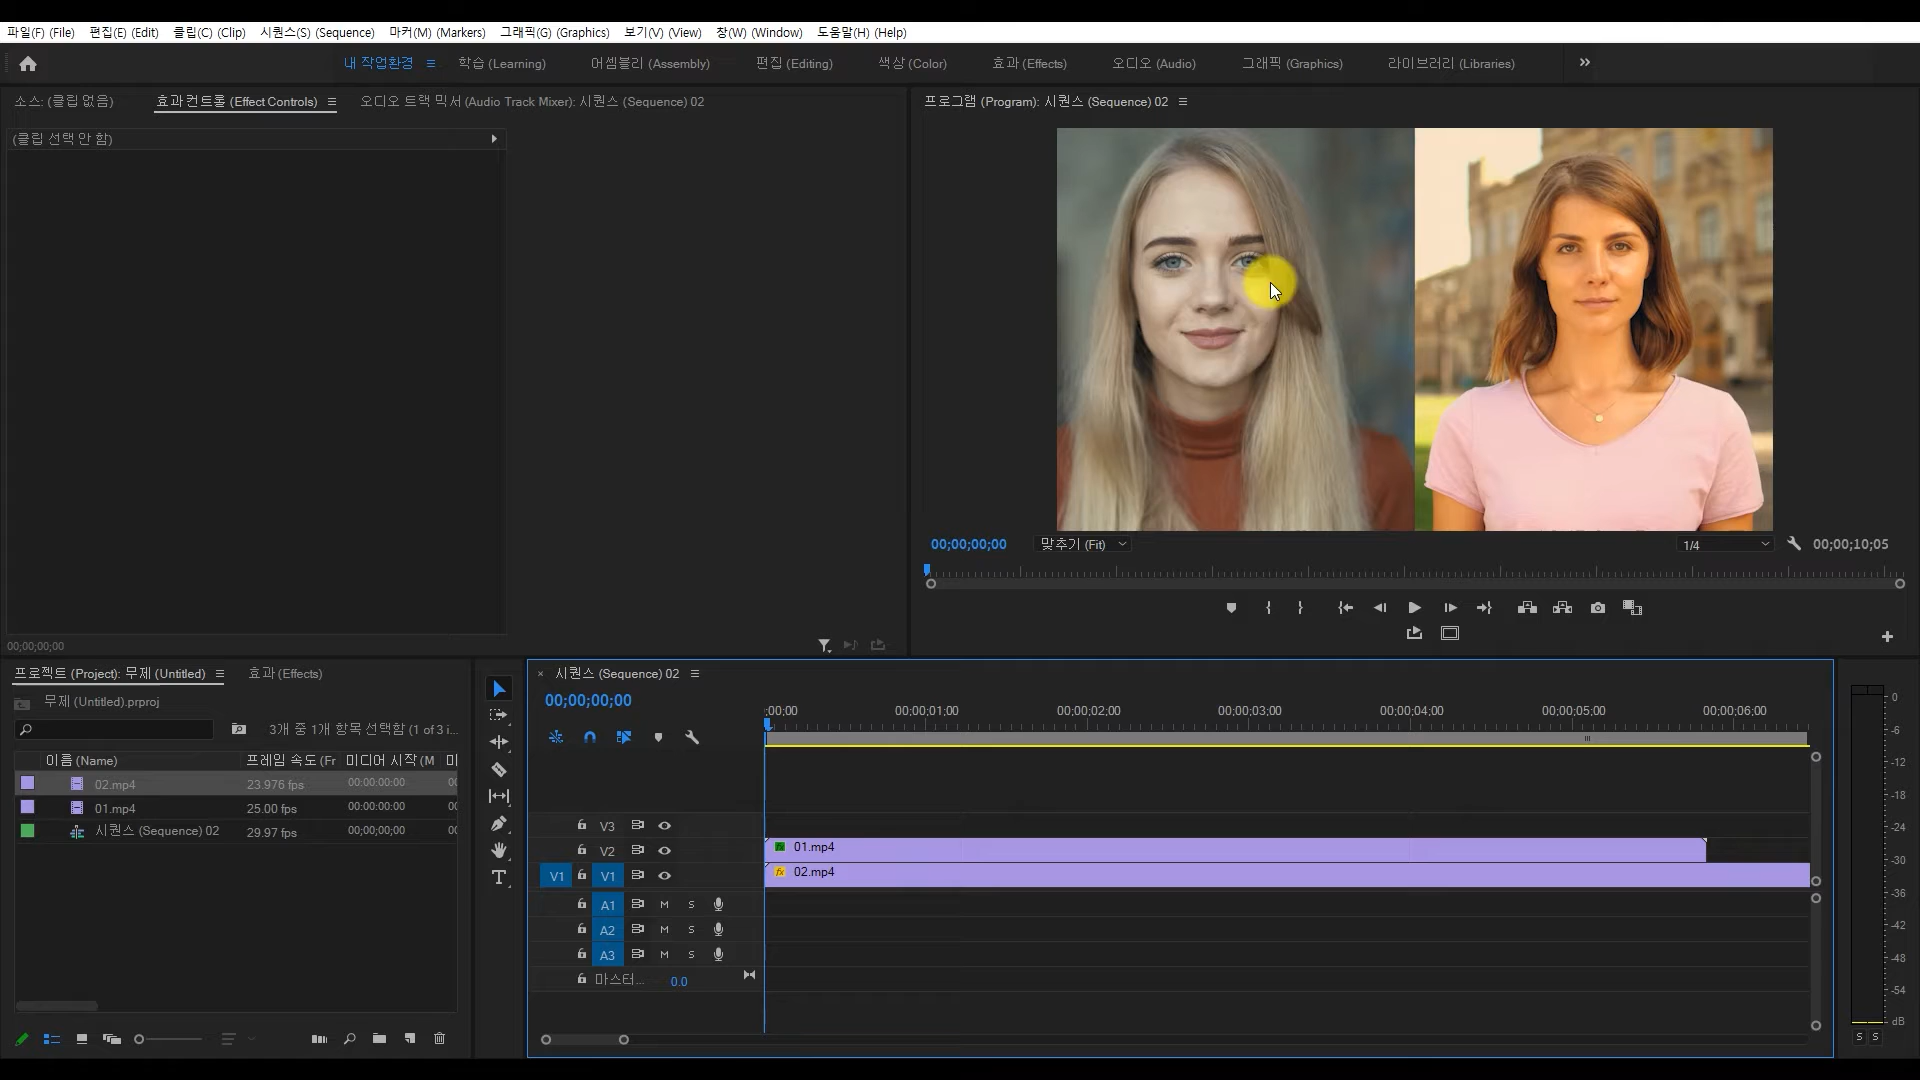 파일(F) (File) 편집(E) (Edit) 클립(C) (Clip) 시퀀스(S) (Sequence) 마커(M) (Markers) 그래픽(G) (Graphics) 보기(V) (View) 창(W) (Window) 도움말(H) (Help)
내 작업환경 학습 (Learning) 어셈블리 (Assembly) 편집 (Editing) 색상 (Color) 효과 (Effects) 오디오 (Audio) 그래픽 (Graphics) 라이브러리 (Libraries)
소스: (클립 없음) 효과 컨트롤 (Effect Controls) 오디오 트랙 믹서 (Audio Track Mixer): 시퀀스 (Sequence) 02
프로그램 (Program): 시퀀스 (Sequence) 02
(클립 선택 안 함)
00;00;00;00 맞추기 (Fit) 1/4 00;00;10;05
00;00;00;00
프로젝트 (Project): 무제 (Untitled) 효과 (Effects)
무제 (Untitled).prproj
3개 중 1개 항목 선택함 (1 of 3 i...
이름 (Name) 프레임 속도 (Fr 미디어 시작 (M 미
02.mp4 23.976 fps 00:00:00:00 00
01.mp4 25.00 fps 00:00:00:00 00
시퀀스 (Sequence) 02 29.97 fps 00;00;00;00 00
시퀀스 (Sequence) 02
00;00;00;00
:00;00 00;00;01;00 00;00;02;00 00;00;03;00 00;00;04;00 00;00;05;00 00;00;06;00
V3
V2 01.mp4
V1 V1 02.mp4
A1 M S
A2 M S
A3 M S
마스터... 0.0
0
-6
-12
-18
-24
-30
-36
-42
-48
-54
dB
S S